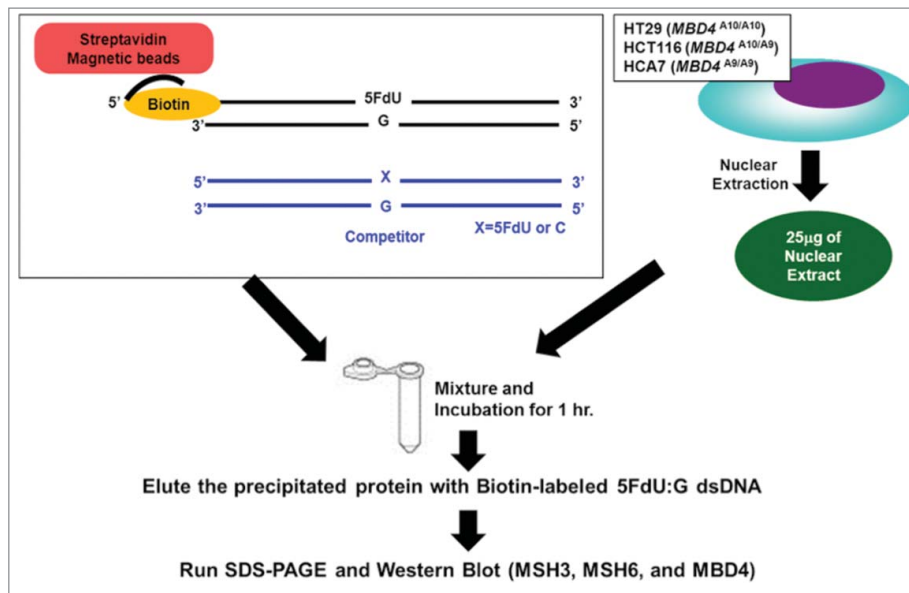 Streptavidin
Magnetic beads
5’
Biotin
5FdU
3’
3’
G
5’
5’
X
3’
3’
G
5’
Competitor
X=5FdU or C
HT29 (MBD4 A10/A10)
HCT116 (MBD4 A10/A9)
HCA7 (MBD4 A9/A9)
Nuclear
Extraction
25μg of
Nuclear
Extract
Mixture and
Incubation for 1 hr.
Elute the precipitated protein with Biotin-labeled 5FdU:G dsDNA
Run SDS-PAGE and Western Blot (MSH3, MSH6, and MBD4)